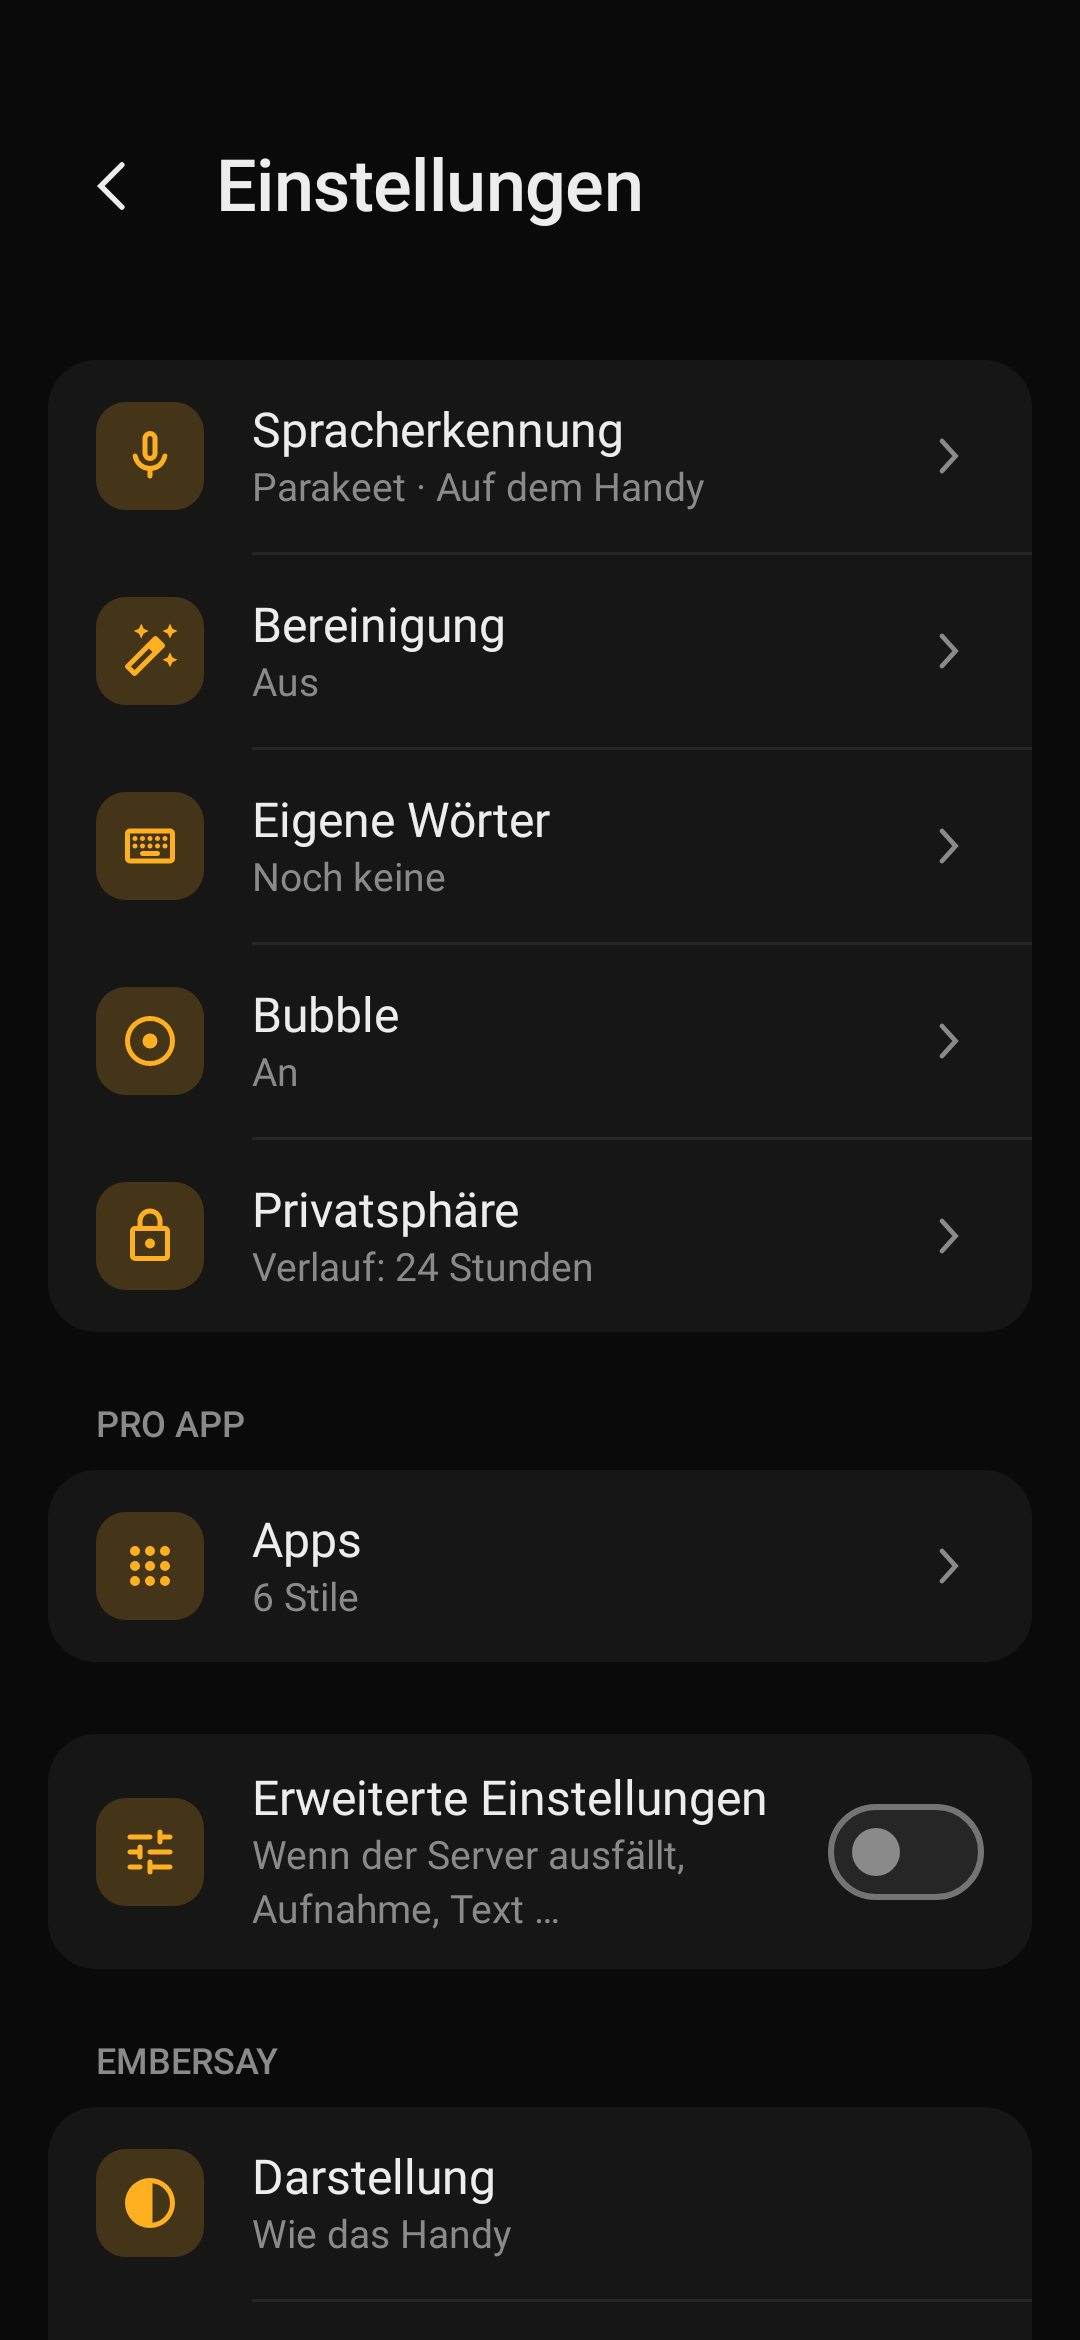 Einstellungen
Spracherkennung
Parakeet · Auf dem Handy
Bereinigung
Aus
Eigene Wörter
Noch keine
Bubble
An
Privatsphäre
Verlauf: 24 Stunden
PRO APP
Apps
6 Stile
Erweiterte Einstellungen
Wenn der Server ausfällt,
Aufnahme, Text …
EMBERSAY
Darstellung
Wie das Handy